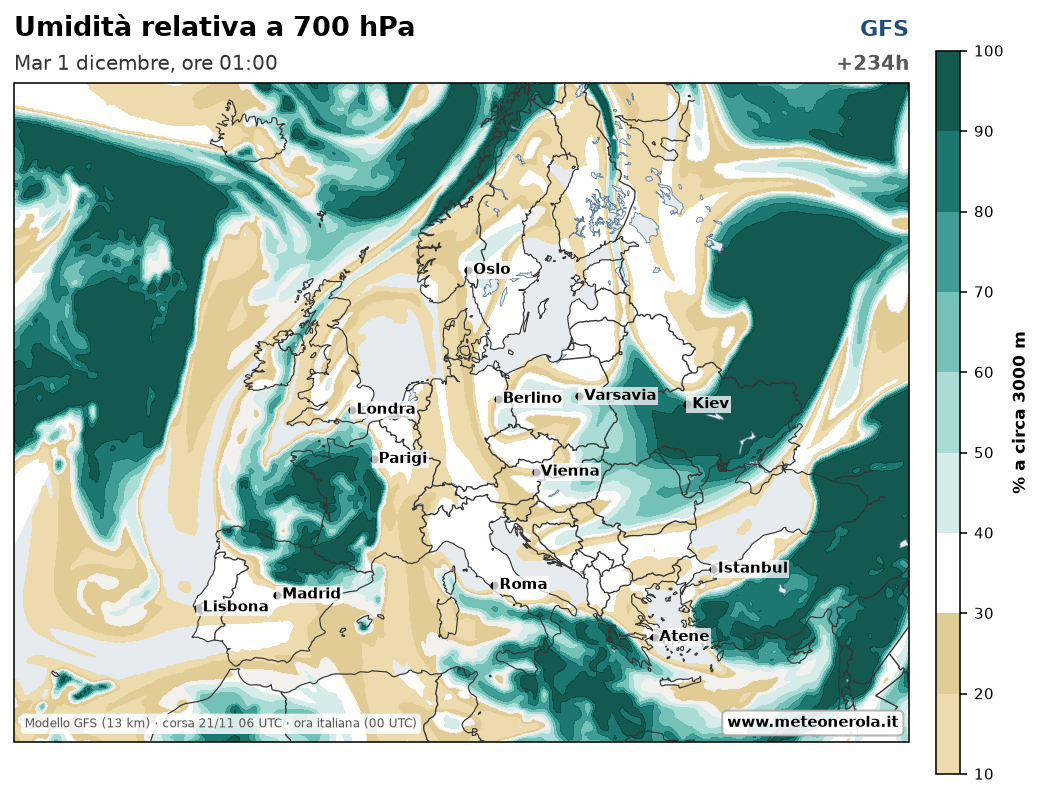 Umidità relativa a 700 hPa
GFS
Mar 1 dicembre, ore 01:00
+234h
100
90
80
70
60
50
40
30
20
10
% a circa 3000 m
Oslo
Berlino
Varsavia
Kiev
Londra
Parigi
Vienna
Istanbul
Roma
Madrid
Lisbona
Atene
Modello GFS (13 km) · corsa 21/11 06 UTC · ora italiana (00 UTC)
www.meteonerola.it